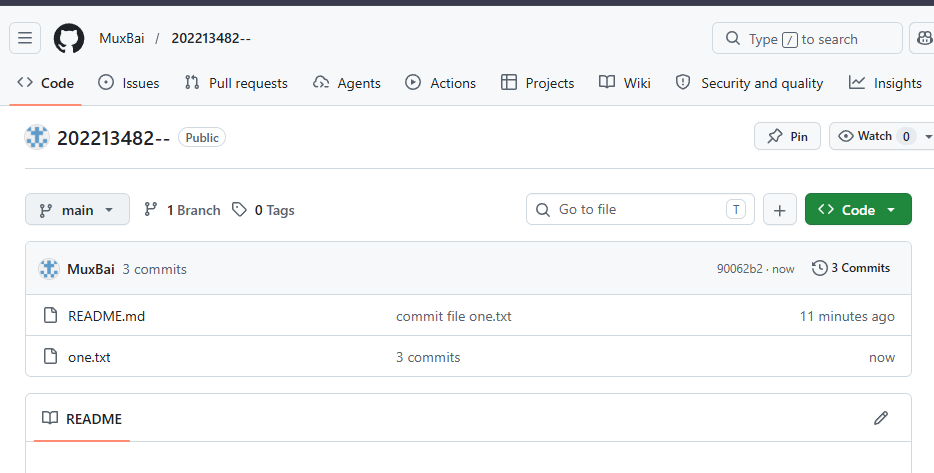 MuxBai / 202213482--
Type / to search
Code Issues Pull requests Agents Actions Projects Wiki Security and quality Insights
202213482-- Public
Pin Watch 0
main 1 Branch 0 Tags Go to file T + Code
MuxBai 3 commits 90062b2 · now 3 Commits
README.md commit file one.txt 11 minutes ago
one.txt 3 commits now
README